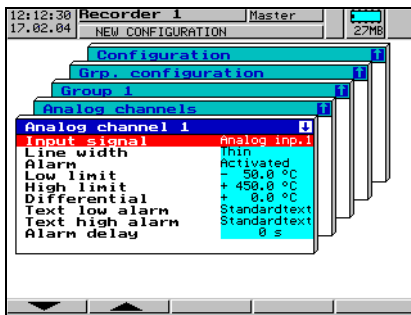 12:12:30 Recorder 1 Master
17.02.04 NEW CONFIGURATION 27MB
Configuration
Grp. configuration
Group 1
Analog channels
Analog channel 1
Input signal Analog inp.1
Line width Thin
Alarm Activated
Low limit - 50.0 °C
High limit + 450.0 °C
Differential + 0.0 °C
Text low alarm Standardtext
Text high alarm Standardtext
Alarm delay 0 s